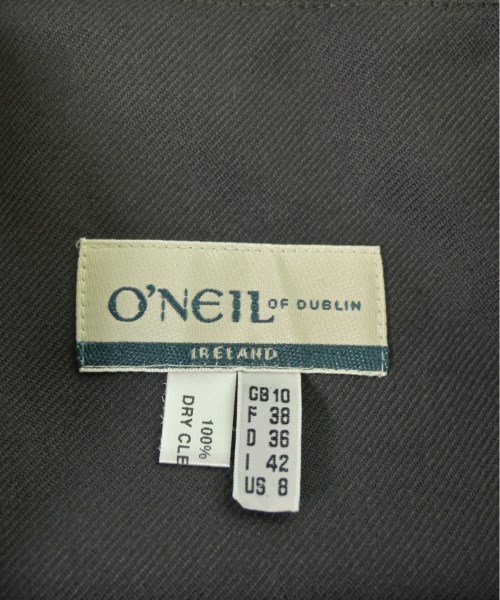 O'NEIL OF DUBLIN
IRELAND
100%
DRY CLE
GB 10
F 38
D 36
I 42
US 8